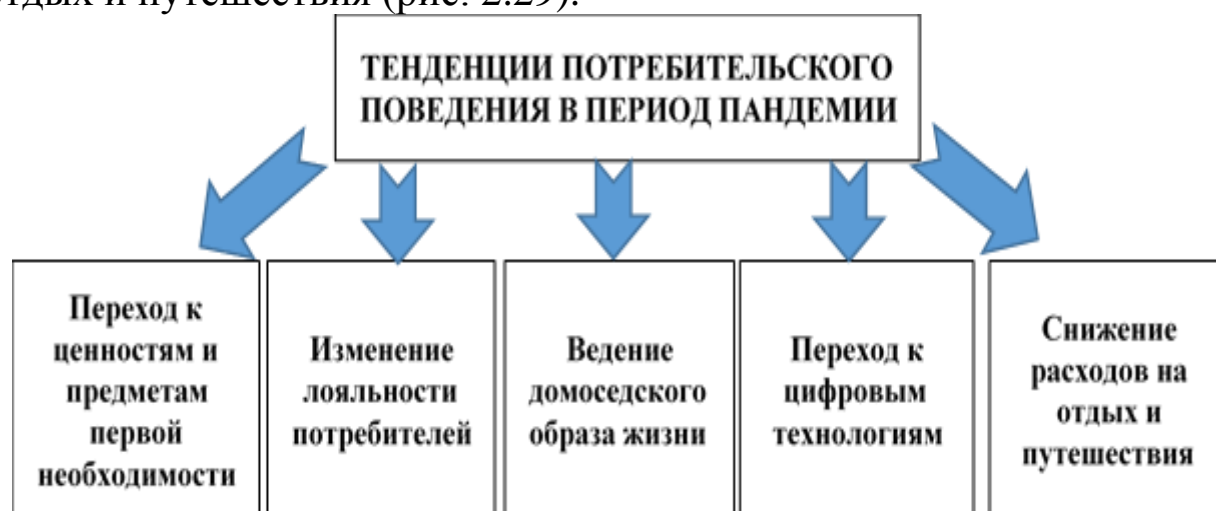 отдых и путешествия (рис. 2.29).
ТЕНДЕНЦИИ ПОТРЕБИТЕЛЬСКОГО
ПОВЕДЕНИЯ В ПЕРИОД ПАНДЕМИИ
Переход к
ценностям и
предметам
первой
необходимости
Изменение
лояльности
потребителей
Ведение
домоседского
образа жизни
Переход к
цифровым
технологиям
Снижение
расходов на
отдых и
путешествия